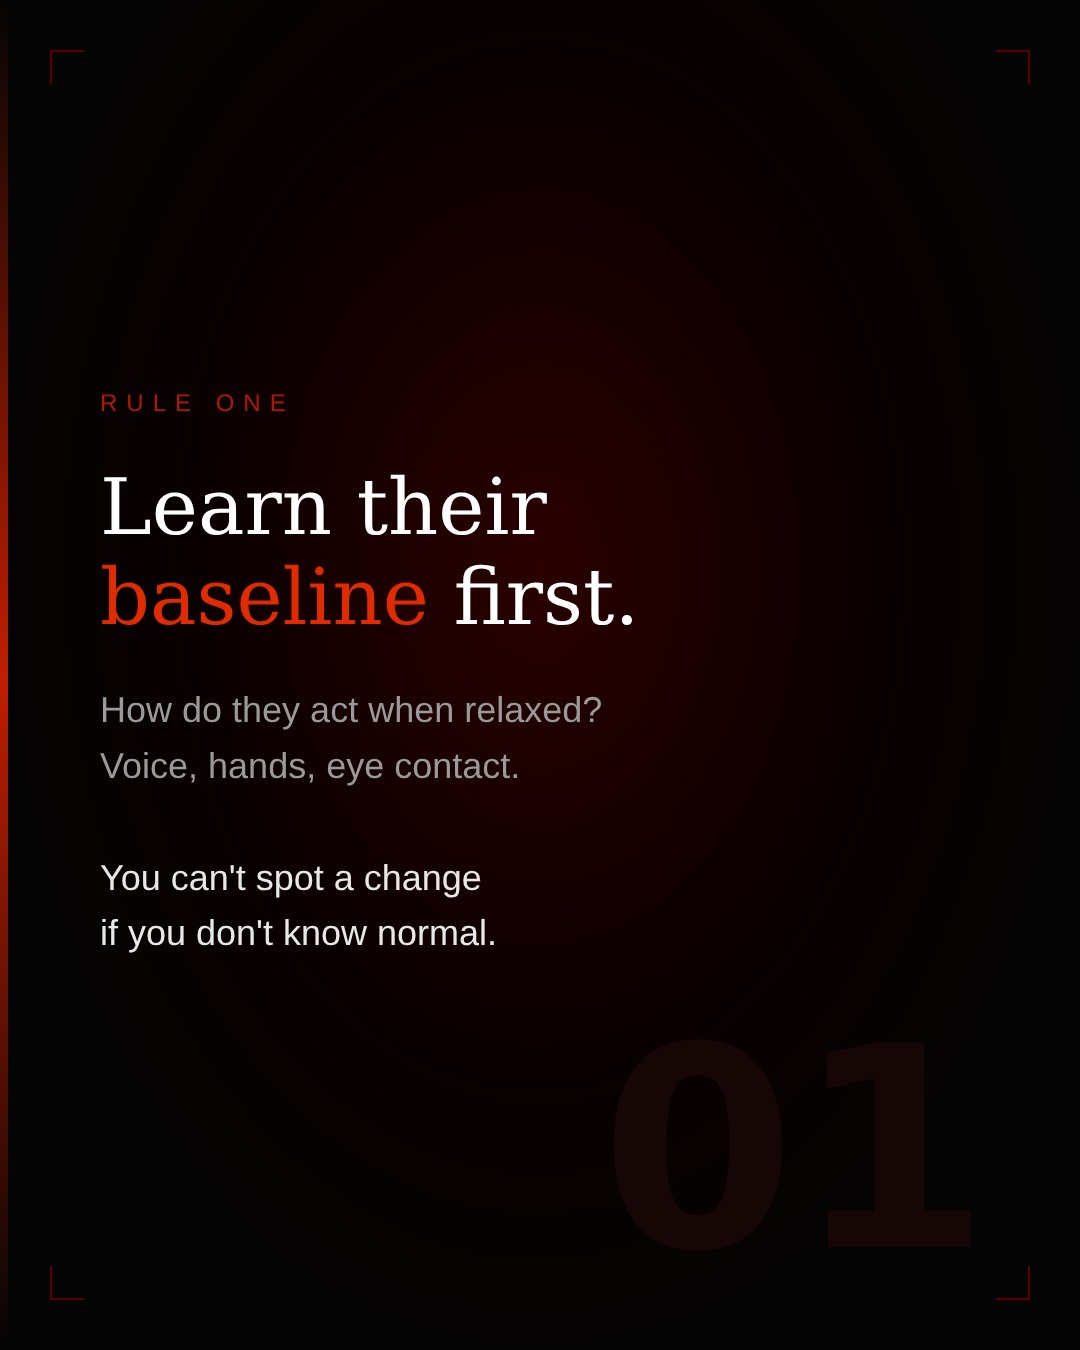 RULE ONE
Learn their
baseline first.
How do they act when relaxed?
Voice, hands, eye contact.
You can't spot a change
if you don't know normal.
01